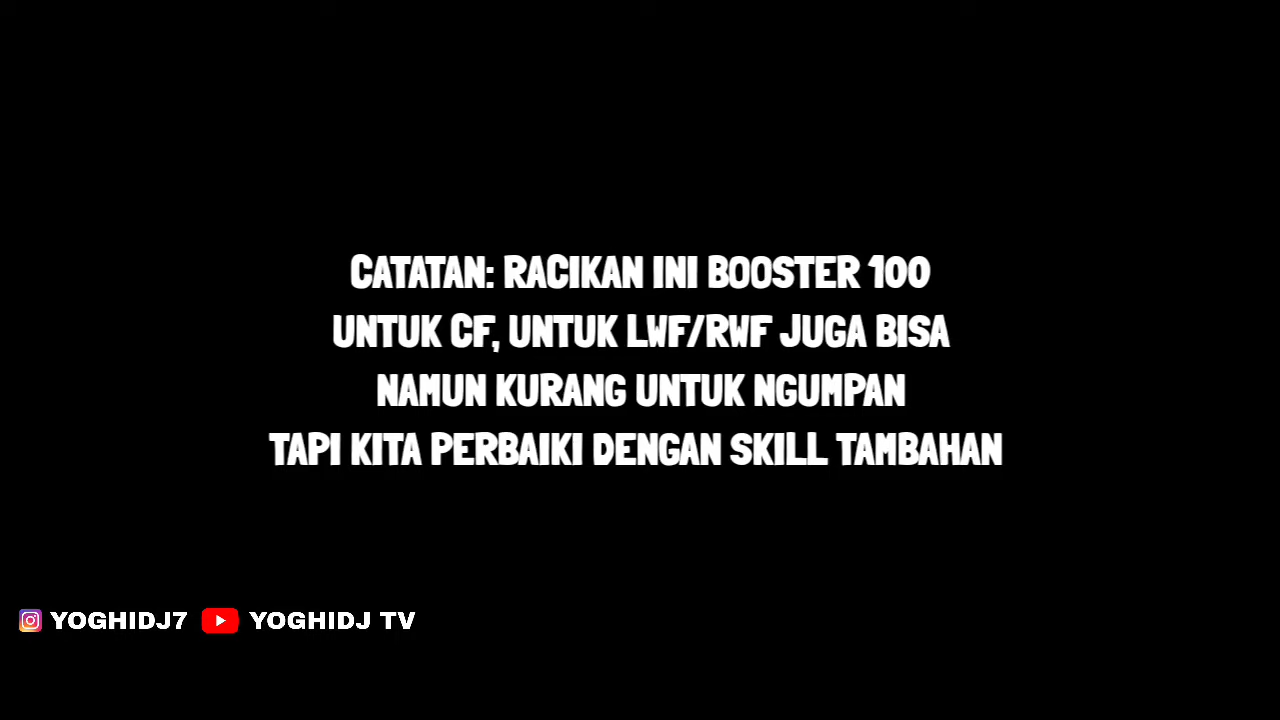 CATATAN: RACIKAN INI BOOSTER 100
UNTUK CF, UNTUK LWF/RWF JUGA BISA
NAMUN KURANG UNTUK NGUMPAN
TAPI KITA PERBAIKI DENGAN SKILL TAMBAHAN
YOGHIDJ7 YOGHIDJ TV